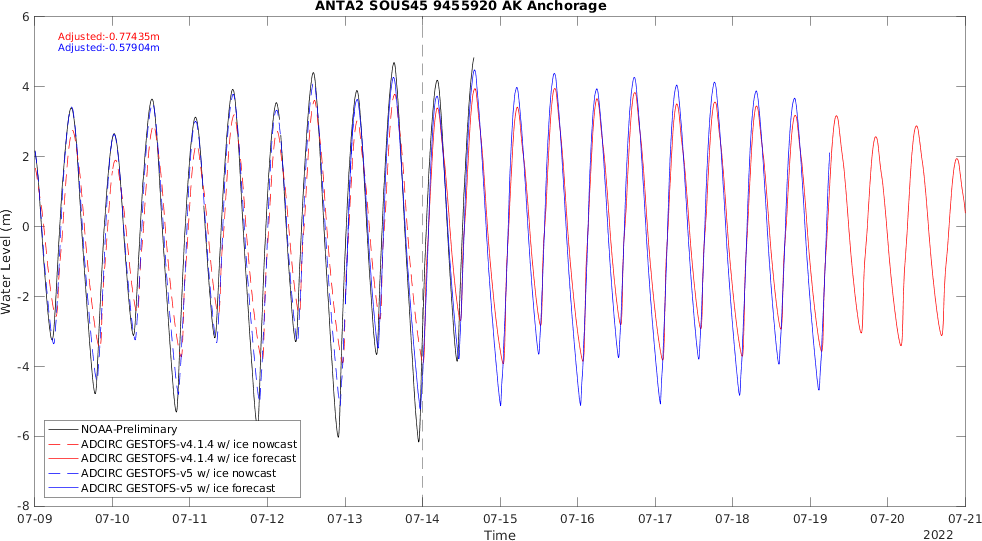 ANTA2 SOUS45 9455920 AK Anchorage
Adjusted:-0.77435m
Adjusted:-0.57904m
6
4
2
0
-2
-4
-6
-8
Water Level (m)
NOAA-Preliminary
ADCIRC GESTOFS-v4.1.4 w/ ice nowcast
ADCIRC GESTOFS-v4.1.4 w/ ice forecast
ADCIRC GESTOFS-v5 w/ ice nowcast
ADCIRC GESTOFS-v5 w/ ice forecast
07-09 07-10 07-11 07-12 07-13 07-14 07-15 07-16 07-17 07-18 07-19 07-20 07-21
Time
2022